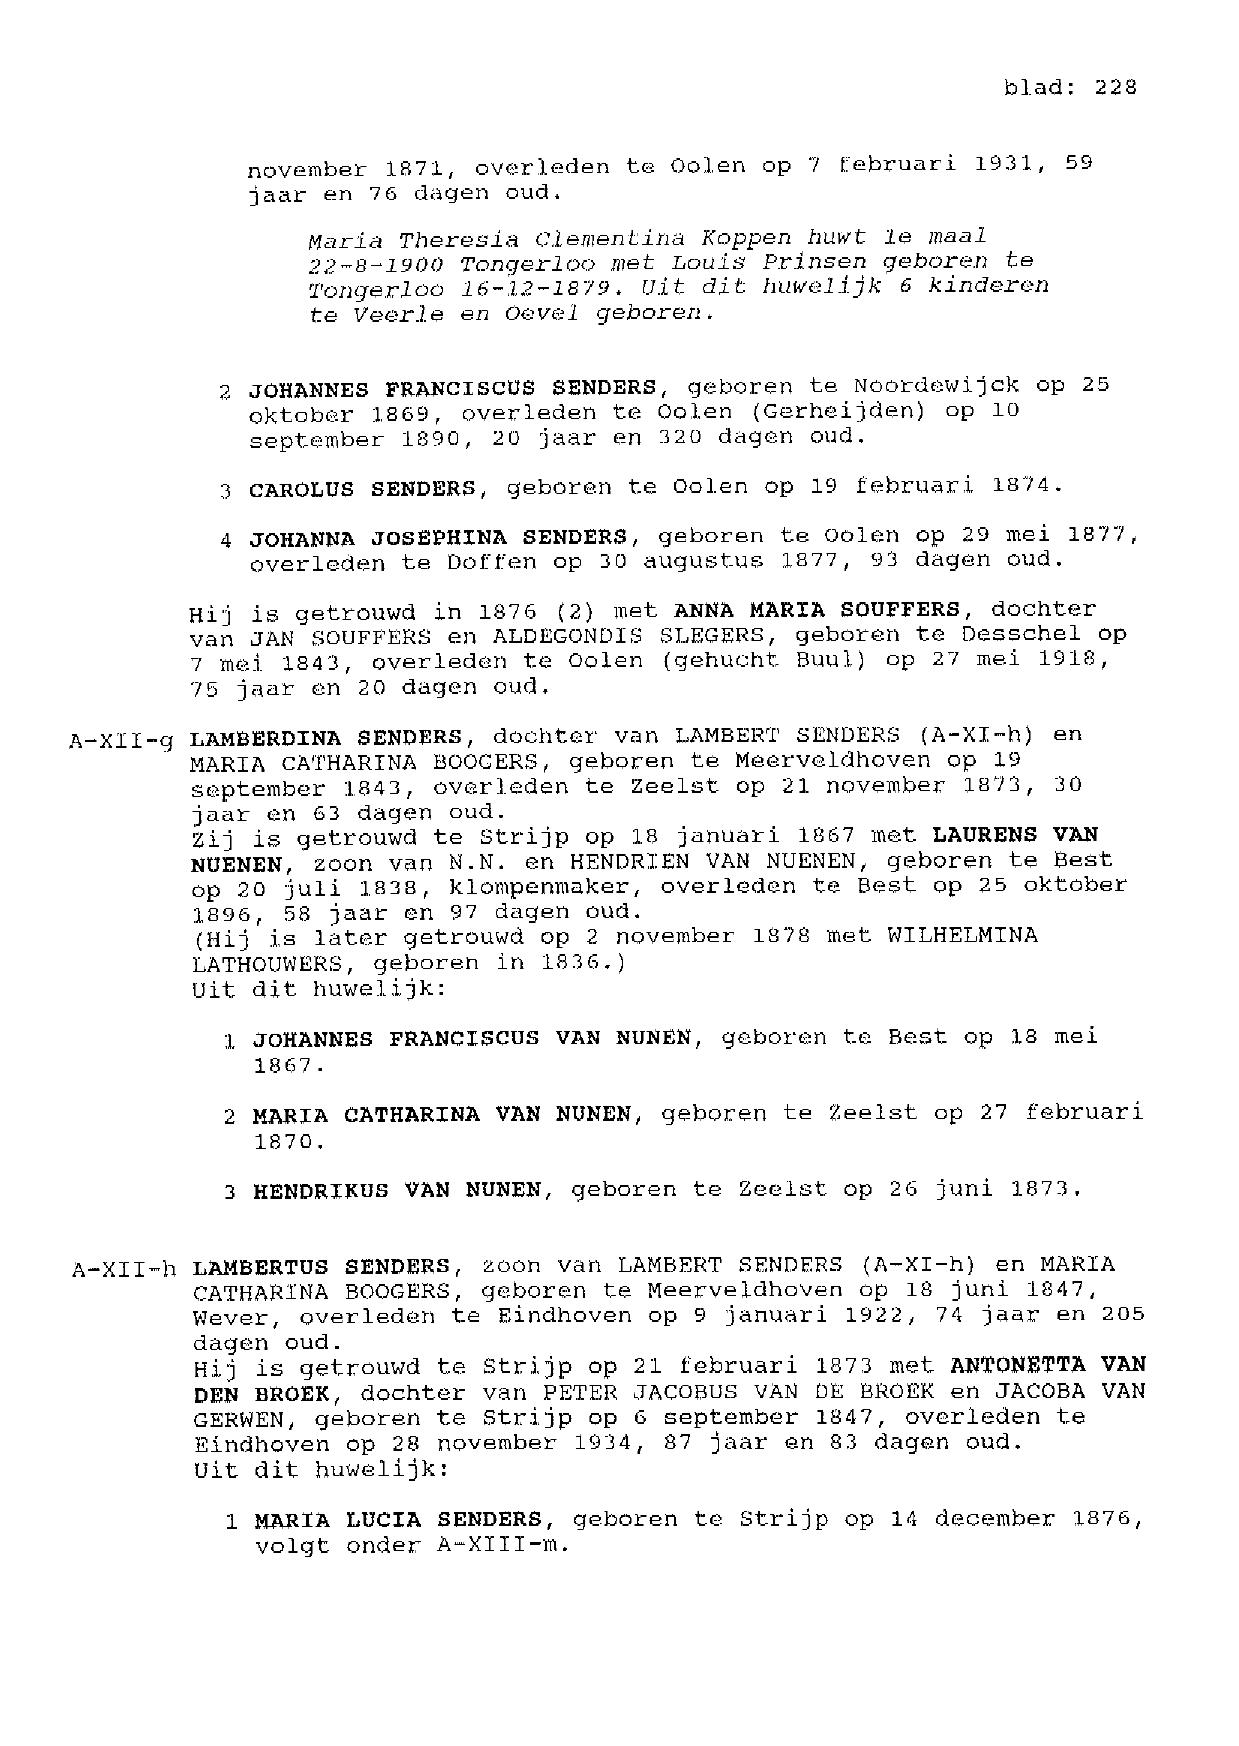 blad: 228
november 1871, overleden te Oolen op 7 februari 1931, 59
jaar en 76 dagen oud.
Maria Theresia Clementina Koppen huwt 1e maal
22-8-1900 Tongerloo met Louis Prinsen geboren te
Tongerloo 16-12-1879. Uit dit huwelijk 6 kinderen
te Veerle en Oevel geboren.
2 JOHANNES FRANCISCUS SENDERS, geboren te Noordewijck op 25
oktober 1869, overleden te Oolen (Gerheijden) op 10
september 1890, 20 jaar en 320 dagen oud.
3 CAROLUS SENDERS, geboren te Oolen op 19 februari 1874.
4 JOHANNA JOSEPHINA SENDERS, geboren te Oolen op 29 mei 1877,
overleden te Doffen op 30 augustus 1877, 93 dagen oud.
Hij is getrouwd in 1876 (2) met ANNA MARIA SOUFFERS, dochter
van JAN SOUFFERS en ALDEGONDIS SLEGERS, geboren te Desschel op
7 mei 1843, overleden te Oolen (gehucht Buul) op 27 mei 1918,
75 jaar en 20 dagen oud.
A-XII-g LAMBERDINA SENDERS, dochter van LAMBERT SENDERS (A-XI-h) en
MARIA CATHARINA BOOGERS, geboren te Meerveldhoven op 19
september 1843, overleden te Zeelst op 21 november 1873, 30
jaar en 63 dagen oud.
Zij is getrouwd te Strijp op 18 januari 1867 met LAURENS VAN
NUENEN, zoon van N.N. en HENDRIEN VAN NUENEN, geboren te Best
op 20 juli 1838, klompenmaker, overleden te Best op 25 oktober
1896, 58 jaar en 97 dagen oud.
(Hij is later getrouwd op 2 november 1878 met WILHELMINA
LATHOUWERS, geboren in 1836.)
Uit dit huwelijk:
1 JOHANNES FRANCISCUS VAN NUNEN, geboren te Best op 18 mei
1867.
2 MARIA CATHARINA VAN NUNEN, geboren te Zeelst op 27 februari
1870.
3 HENDRIKUS VAN NUNEN, geboren te Zeelst op 26 juni 1873.
A-XII-h LAMBERTUS SENDERS, zoon van LAMBERT SENDERS (A-XI-h) en MARIA
CATHARINA BOOGERS, geboren te Meerveldhoven op 18 juni 1847,
Wever, overleden te Eindhoven op 9 januari 1922, 74 jaar en 205
dagen oud.
Hij is getrouwd te Strijp op 21 februari 1873 met ANTONETTA VAN
DEN BROEK, dochter van PETER JACOBUS VAN DE BROEK en JACOBA VAN
GERWEN, geboren te Strijp op 6 september 1847, overleden te
Eindhoven op 28 november 1934, 87 jaar en 83 dagen oud.
Uit dit huwelijk:
1 MARIA LUCIA SENDERS, geboren te Strijp op 14 december 1876,
volgt onder A-XIII-m.